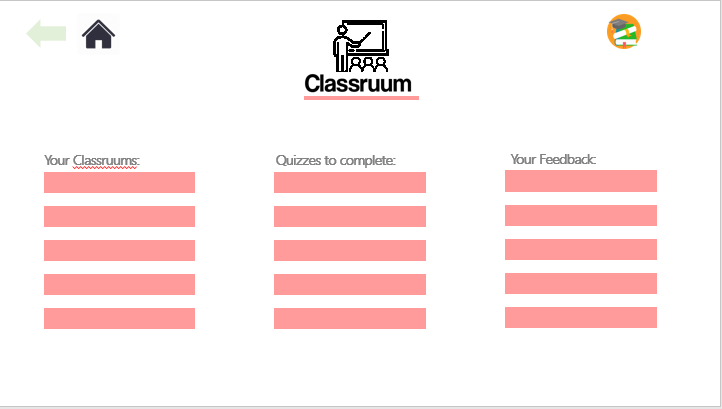 Classruum
Your Classruums:
Quizzes to complete:
Your Feedback: